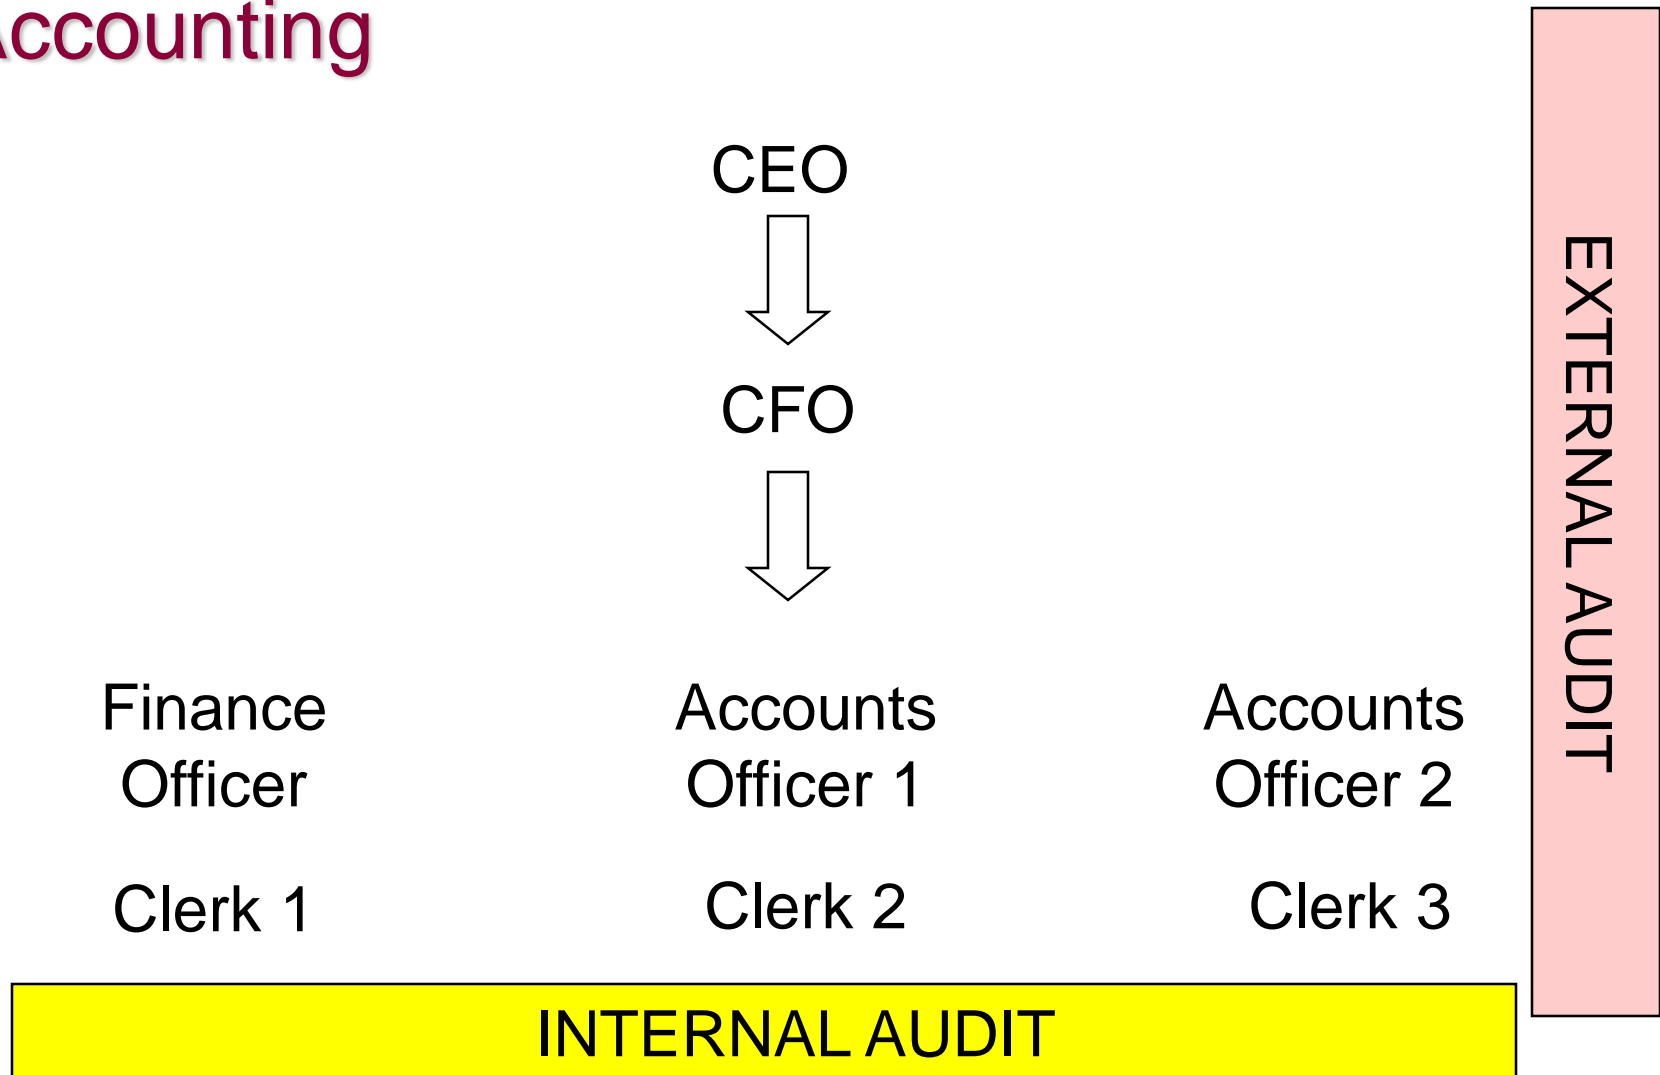 Accounting
CEO
CFO
Finance
Officer
Accounts
Officer 1
Accounts
Officer 2
Clerk 1
Clerk 2
Clerk 3
INTERNAL AUDIT
EXTERNAL AUDIT